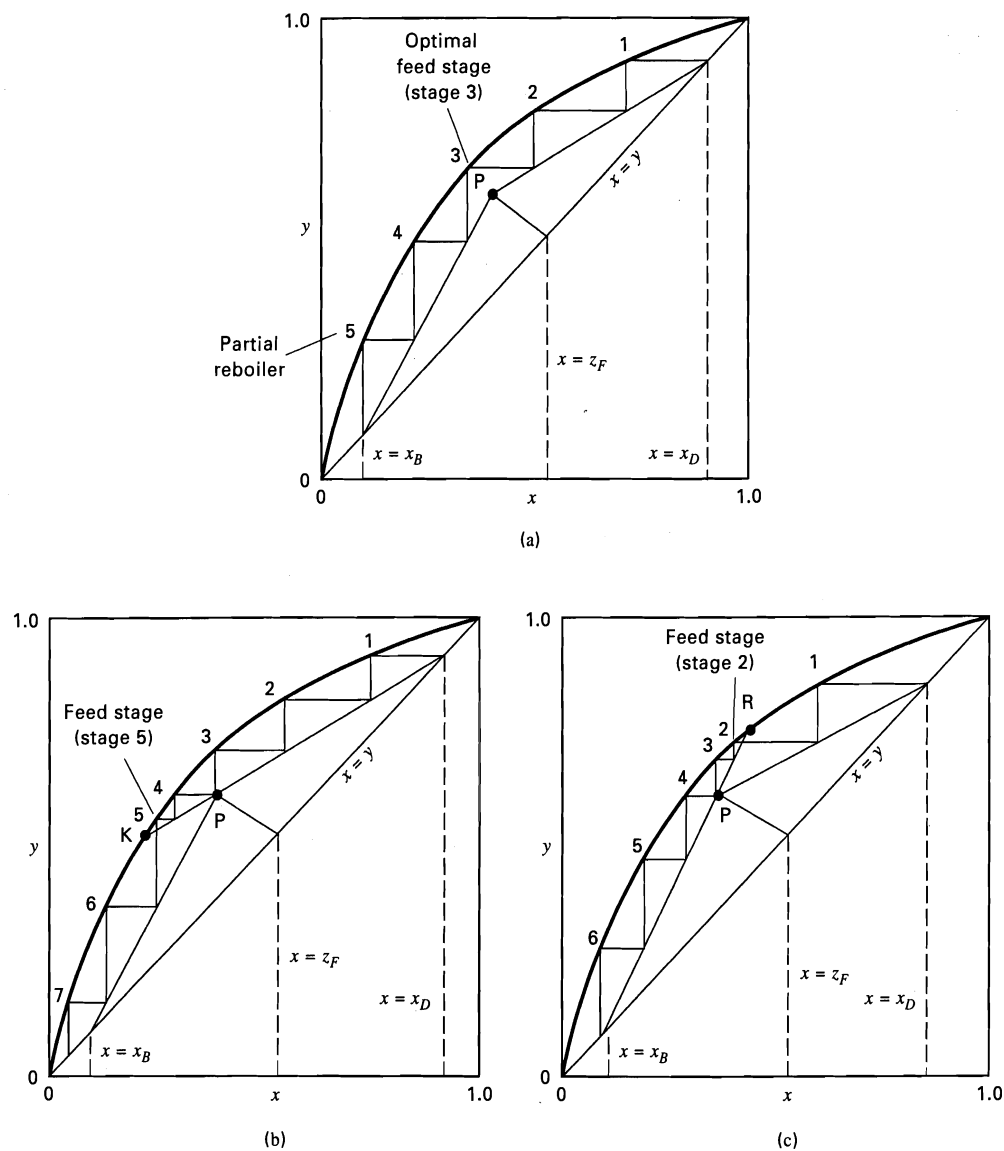 1.0
Optimal
feed stage
(stage 3)
1
2
3
P
x = y
y
4
5
Partial
reboiler
x = z_F
x = x_B
x = x_D
0
0
x
1.0
(a)
1.0
1
2
Feed stage
(stage 5)
3
x = y
4
5
K
P
y
6
x = z_F
7
x = x_D
x = x_B
0
0
x
1.0
(b)
1.0
Feed stage
(stage 2)
1
R
2
3
x = y
4
P
y
5
6
x = z_F
x = x_D
x = x_B
0
0
x
1.0
(c)